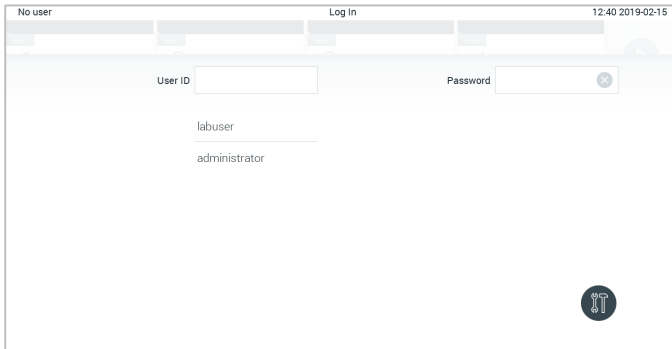 No user Log In 12:40 2019-02-15
User ID Password
labuser
administrator